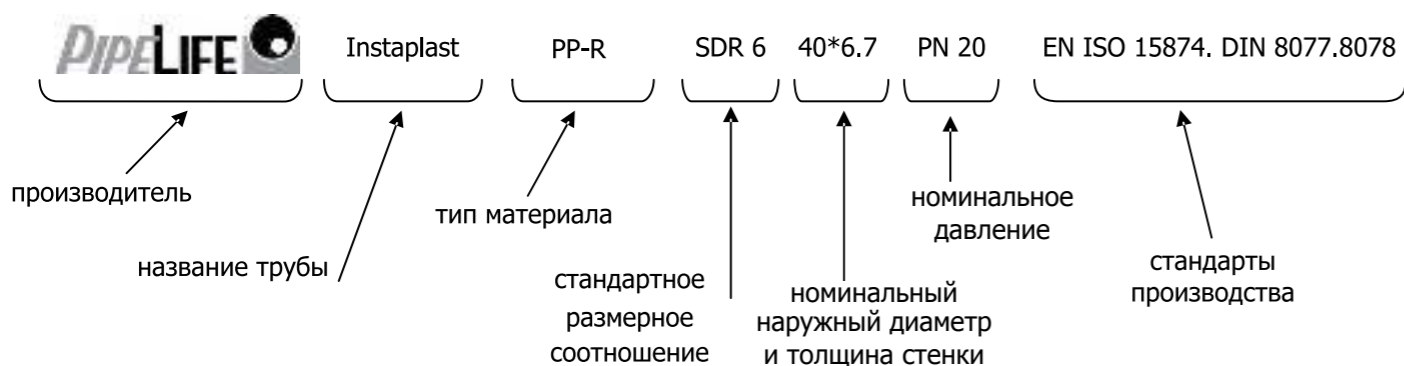 PIPELIFE Instaplast PP-R SDR 6 40*6.7 PN 20 EN ISO 15874. DIN 8077.8078
производитель
название трубы
тип материала
стандартное
размерное
соотношение
номинальный
наружный диаметр
и толщина стенки
номинальное
давление
стандарты
производства